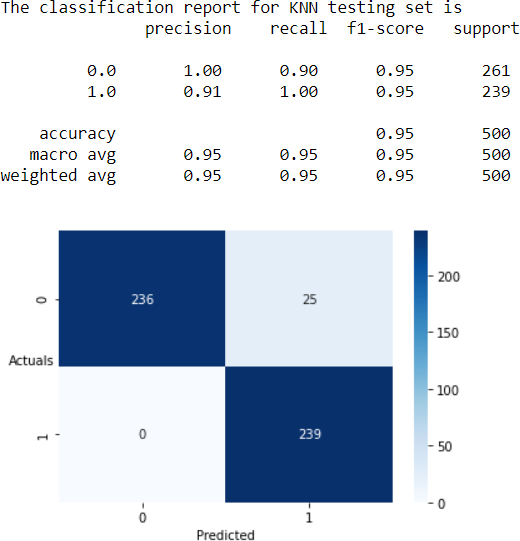 The classification report for KNN testing set is
precision recall f1-score support
0.0 1.00 0.90 0.95 261
1.0 0.91 1.00 0.95 239
accuracy 0.95 500
macro avg 0.95 0.95 0.95 500
weighted avg 0.95 0.95 0.95 500
0 236 25
Actuals
1 0 239
0 1
Predicted
200
150
100
50
0